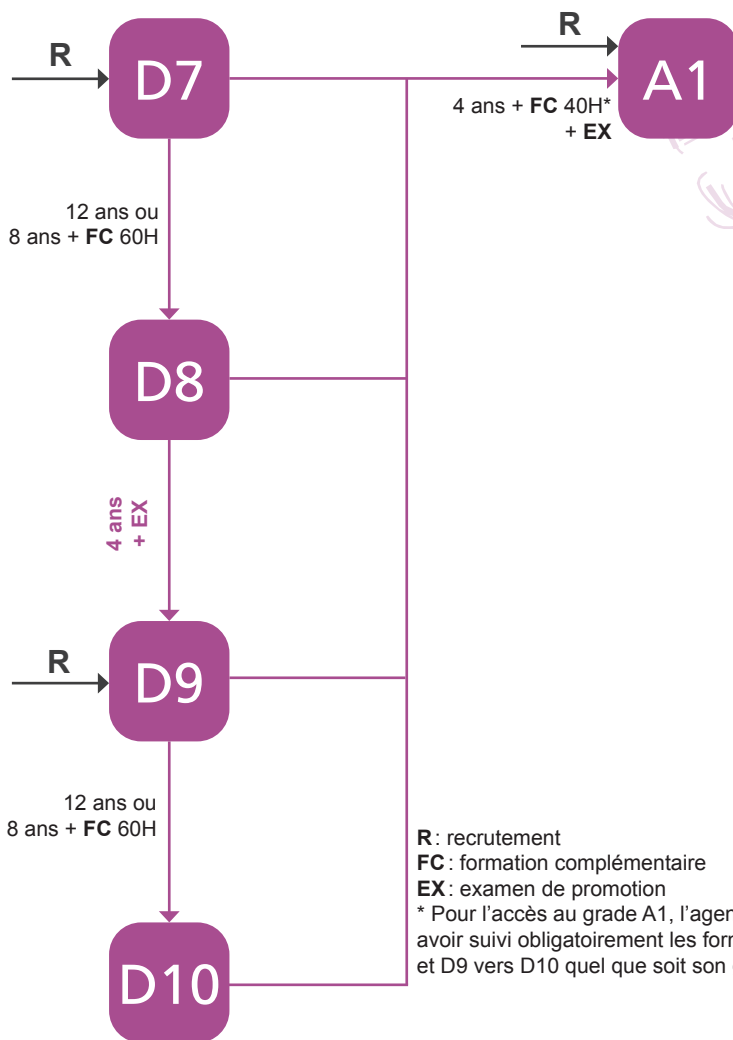 R
D7
R
A1
4 ans + FC 40H*
+ EX
12 ans ou
8 ans + FC 60H
D8
4 ans
+ EX
R
D9
12 ans ou
8 ans + FC 60H
D10
R : recrutement
FC : formation complémentaire
EX : examen de promotion
* Pour l'accès au grade A1, l'agen
avoir suivi obligatoirement les for
et D9 vers D10 quel que soit son